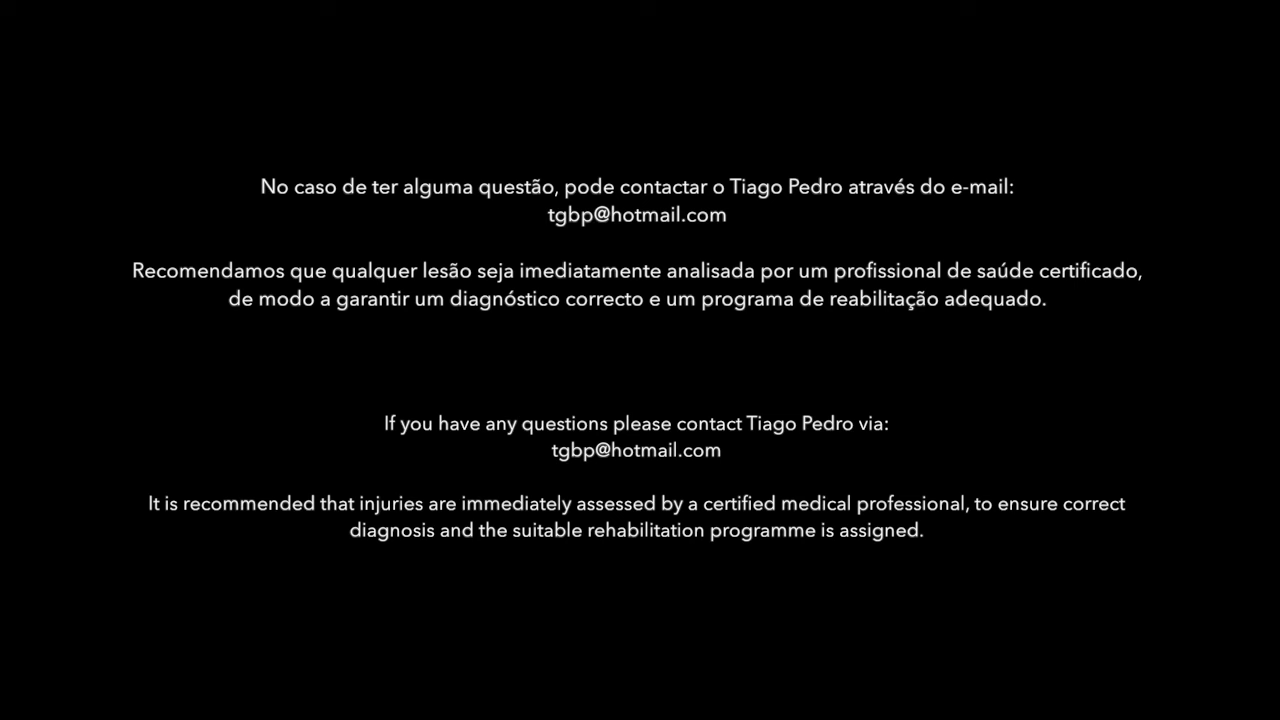 No caso de ter alguma questão, pode contactar o Tiago Pedro através do e-mail:
tgbp@hotmail.com
Recomendamos que qualquer lesão seja imediatamente analisada por um profissional de saúde certificado,
de modo a garantir um diagnóstico correcto e um programa de reabilitação adequado.
If you have any questions please contact Tiago Pedro via:
tgbp@hotmail.com
It is recommended that injuries are immediately assessed by a certified medical professional, to ensure correct
diagnosis and the suitable rehabilitation programme is assigned.